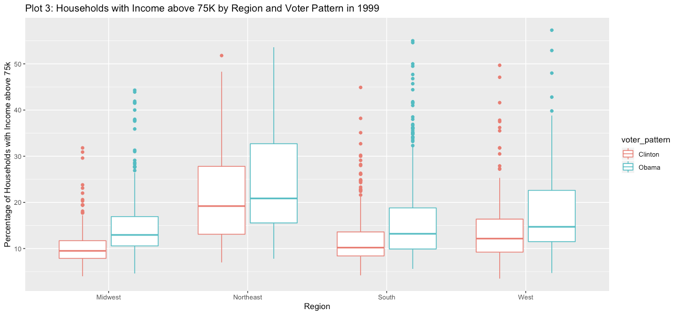 Plot 3: Households with Income above 75K by Region and Voter Pattern in 1999
Percentage of Households with Income above 75k
50
40
30
20
10
Midwest
Northeast
South
West
Region
voter_pattern
Clinton
Obama